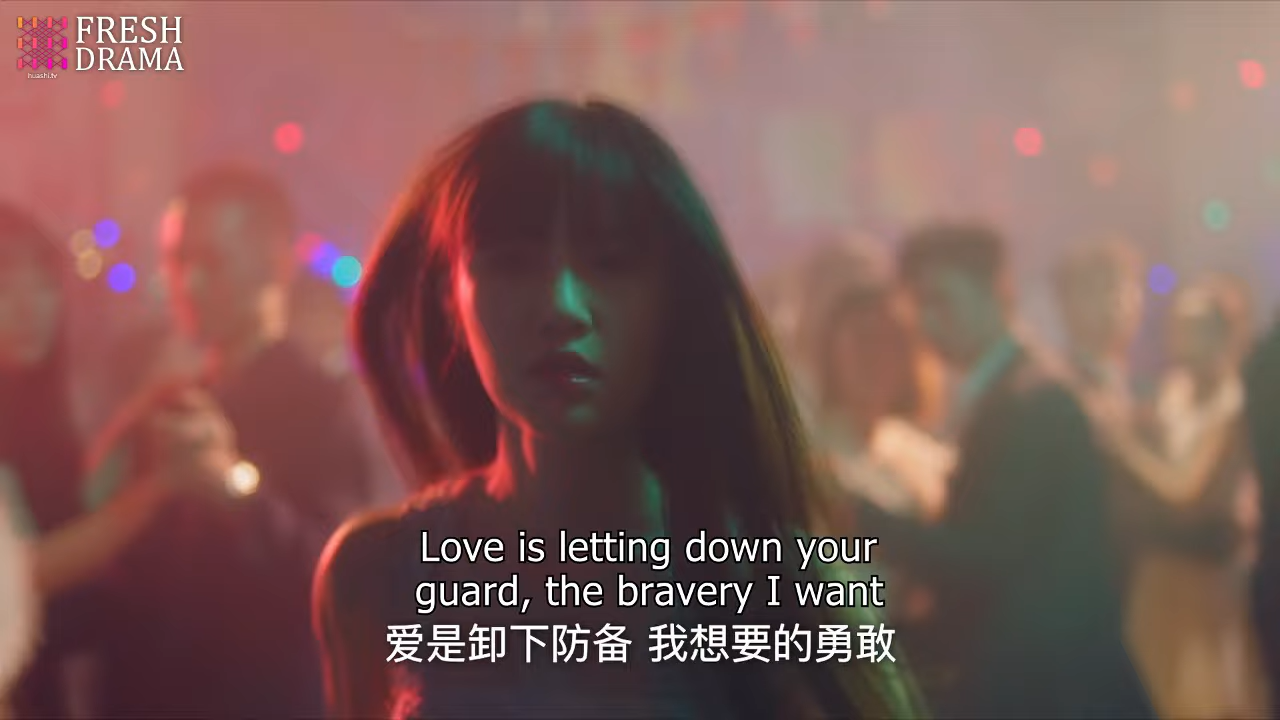 FRESH
DRAMA
huashi.tv
Love is letting down your
guard, the bravery I want
爱是卸下防备 我想要的勇敢